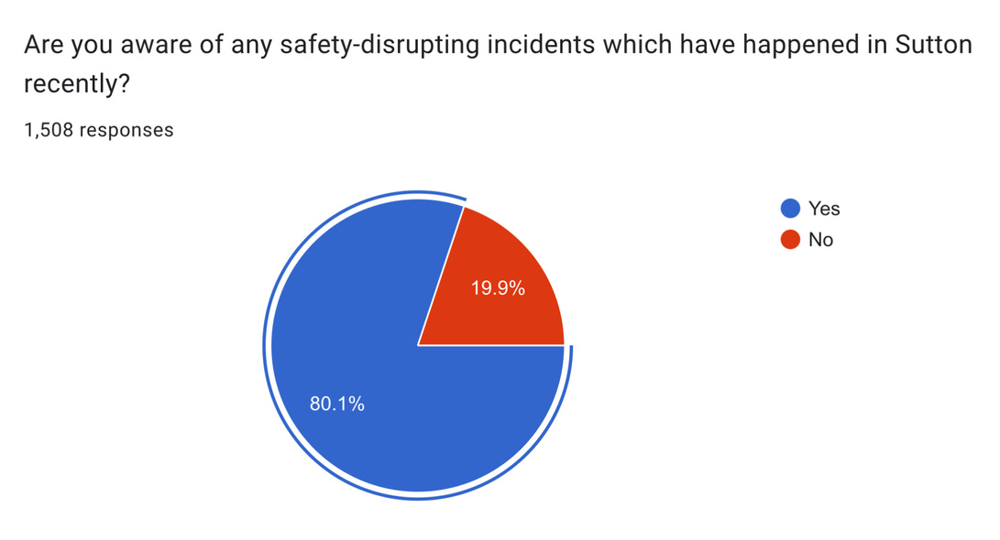 Are you aware of any safety-disrupting incidents which have happened in Sutton
recently?
1,508 responses
Yes
No
19.9%
80.1%